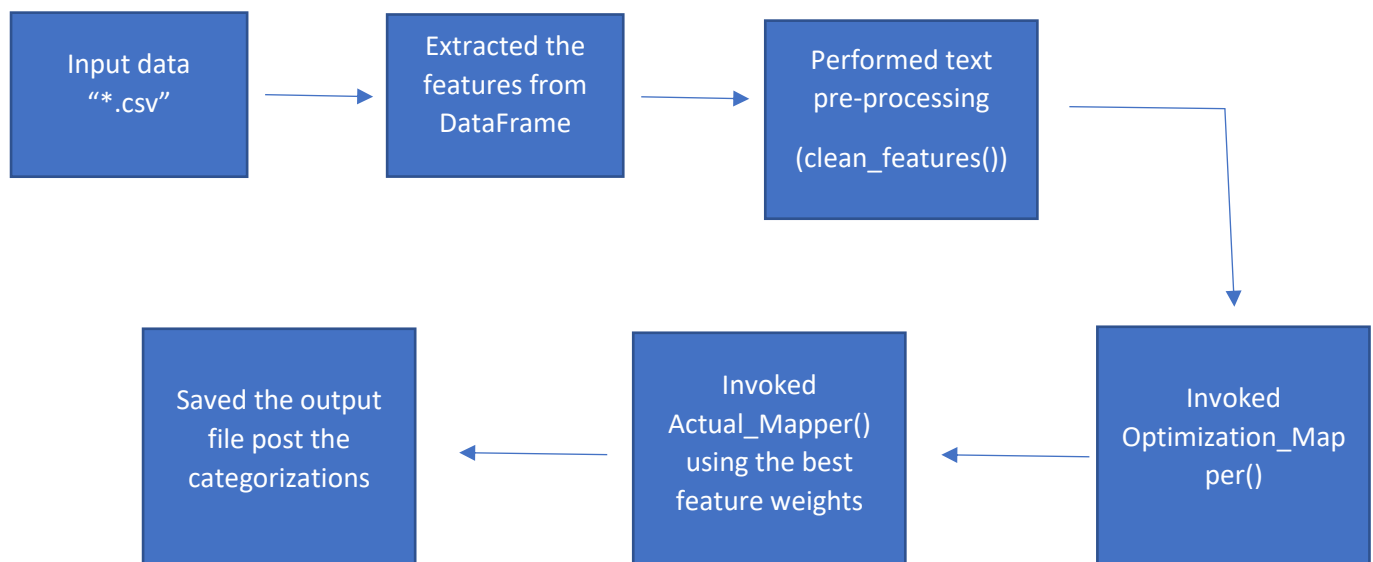 Input data
“*.csv”
Extracted the
features from
DataFrame
Performed text
pre-processing
(clean_features())
Invoked
Optimization_Map
per()
Invoked
Actual_Mapper()
using the best
feature weights
Saved the output
file post the
categorizations